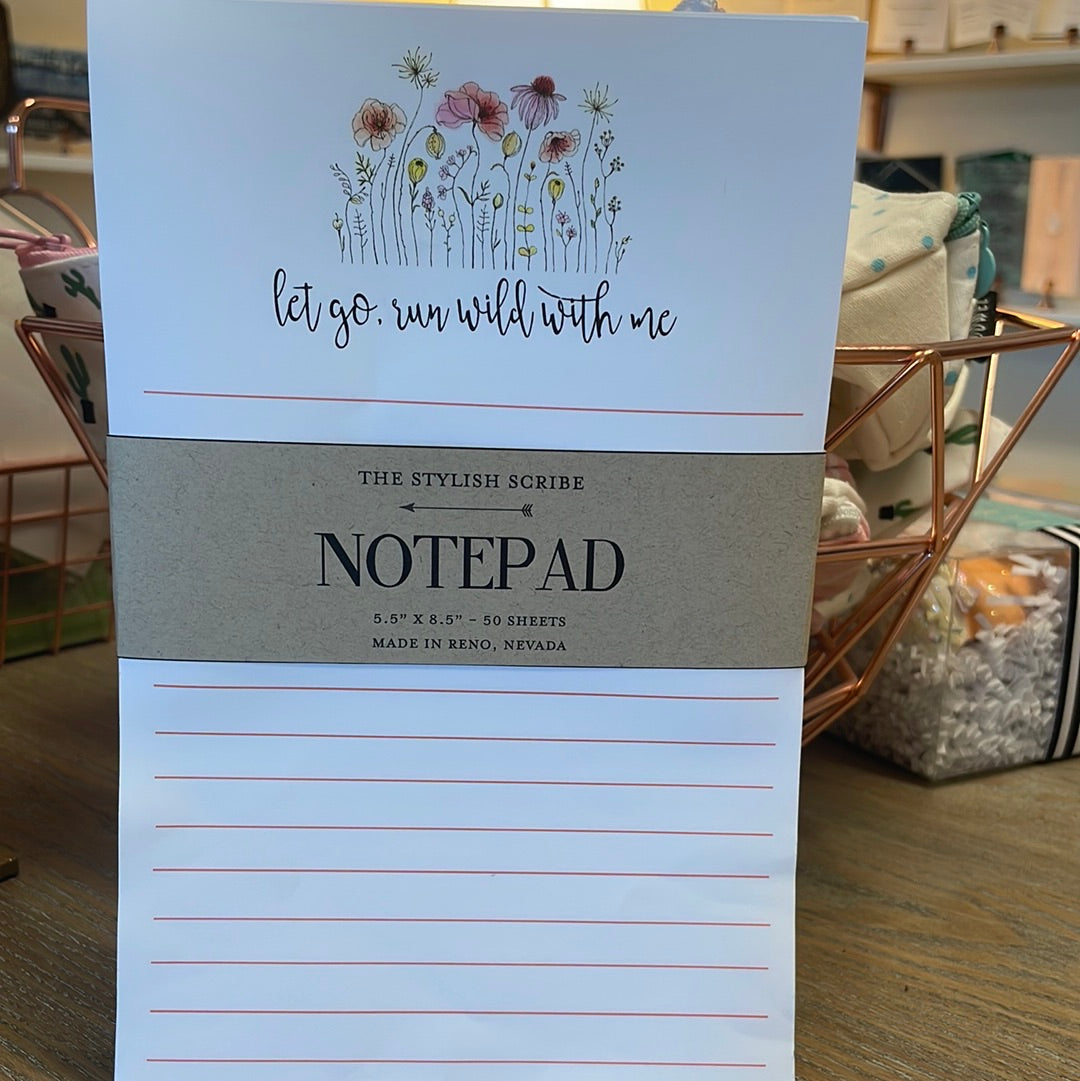 let go, run wild with me
THE STYLISH SCRIBE
NOTEPAD
5.5" X 8.5" - 50 SHEETS
MADE IN RENO, NEVADA